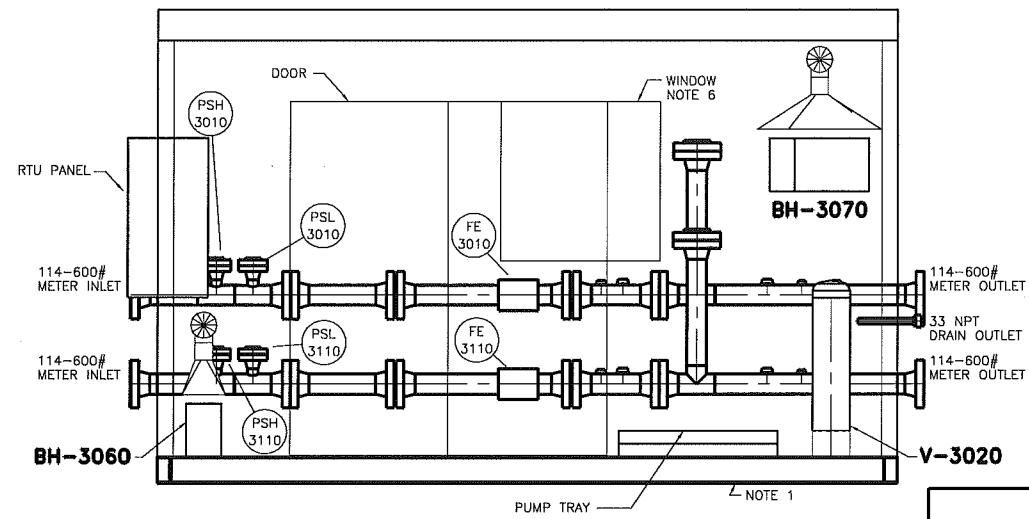 DOOR
WINDOW
NOTE 6
PSH
3010
RTU PANEL
BH-3070
PSL
3010
FE
3010
114-600#
METER INLET
114-600#
METER OUTLET
33 NPT
DRAIN OUTLET
PSL
3110
FE
3110
114-600#
METER INLET
114-600#
METER OUTLET
PSH
3110
BH-3060
V-3020
PUMP TRAY
NOTE 1